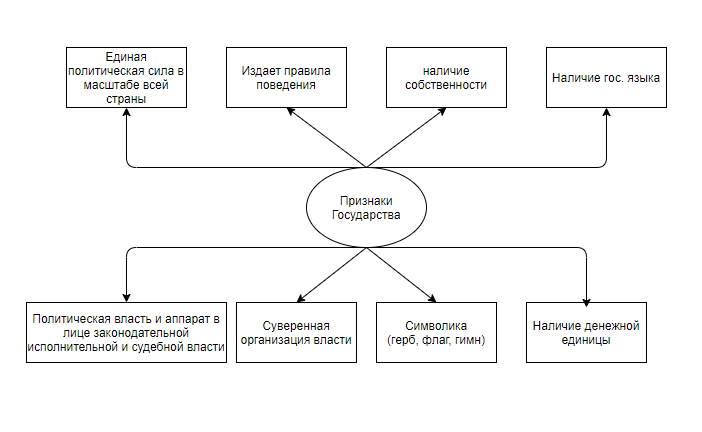 Единая
политическая сила в
масштабе всей
страны
Издает правила
поведения
наличие
собственности
Наличие гос. языка
Признаки
Государства
Политическая власть и аппарат в
лице законодательной
исполнительной и судебной власти
Суверенная
организация власти
Символика
(герб, флаг, гимн)
Наличие денежной
единицы